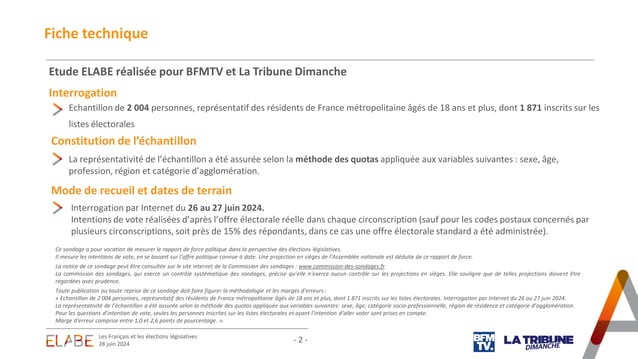 Fiche technique
Etude ELABE réalisée pour BFMTV et La Tribune Dimanche
Interrogation
Echantillon de 2 004 personnes, représentatif des résidents de France métropolitaine âgés de 18 ans et plus, dont 1 871 inscrits sur les
listes électorales
Constitution de l'échantillon
La représentativité de l'échantillon a été assurée selon la méthode des quotas appliquée aux variables suivantes : sexe, âge,
profession, région et catégorie d'agglomération.
Mode de recueil et dates de terrain
Interrogation par Internet du 26 au 27 juin 2024.
Intentions de vote réalisées d'après l'offre électorale réelle dans chaque circonscription (sauf pour les codes postaux concernés par
plusieurs circonscriptions, soit près de 15% des répondants, dans ce cas une offre électorale standard a été administrée).
Ce sondage a pour vocation de mesurer le rapport de force politique dans la perspective des élections législatives.
Il mesure les intentions de vote, en se basant sur l'offre politique connue à date. Une projection en sièges de l'Assemblée nationale est déduite de ce rapport de force.
La notice de ce sondage peut être consultée sur le site internet de la Commission des sondages : www.commission-des-sondages.fr
La commission des sondages, qui exerce un contrôle systématique des sondages, précise qu'elle n'exerce aucun contrôle sur les projections en sièges. Elle souligne que de telles projections doivent être
regardées avec prudence.
Toute publication ou toute reprise de ce sondage doit faire figurer la méthodologie et les marges d'erreurs :
« Echantillon de 2 004 personnes, représentatif des résidents de France métropolitaine âgés de 18 ans et plus, dont 1 871 inscrits sur les listes électorales. Interrogation par Internet du 26 au 27 juin 2024.
La représentativité de l'échantillon a été assurée selon la méthode des quotas appliquée aux variables suivantes: sexe, âge, catégorie socio-professionnelle, région de résidence et catégorie d'agglomération.
Pour les questions d'intention de vote, seules les personnes inscrites sur les listes électorales et ayant l'intention d'aller voter sont prises en compte.
Marge d'erreur comprise entre 1,0 et 2,6 points de pourcentage. ».
ELABE
Les Français et les élections législatives
28 juin 2024
- 2 -
BFM
TV.
LA TRIBUNE
DIMANCHE